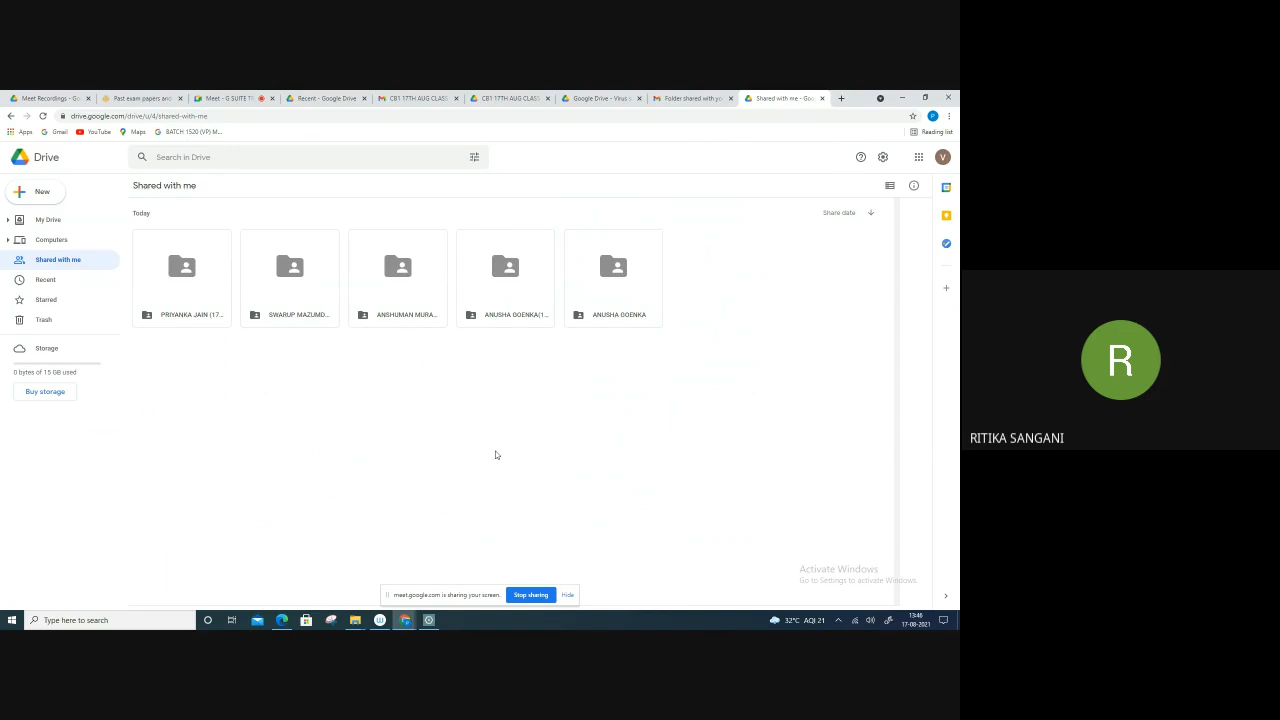 Meet Recordings - Go
Past exam papers and
Meet - G SUITE T
Recent - Google Drive
CB1 17TH AUG CLASS
CB1 17TH AUG CLASS
Google Drive - Virus s
Folder shared with yo
Shared with me - Goo
drive.google.com/drive/u/4/shared-with-me
P
Apps
Gmail
YouTube
Maps
BATCH 1520 (VP) M...
Reading list
Drive
Search in Drive
V
New
Shared with me
My Drive
Today
Share date
Computers
Shared with me
Recent
Starred
Trash
PRIYANKA JAIN (17...
SWARUP MAZUMD...
ANSHUMAN MURA...
ANUSHA GOENKA(1...
ANUSHA GOENKA
Storage
0 bytes of 15 GB used
Buy storage
R
RITIKA SANGANI
Activate Windows
Go to Settings to activate Windows.
meet.google.com is sharing your screen.
Stop sharing
Hide
Type here to search
32°C AQI 21
13:46
17-08-2021